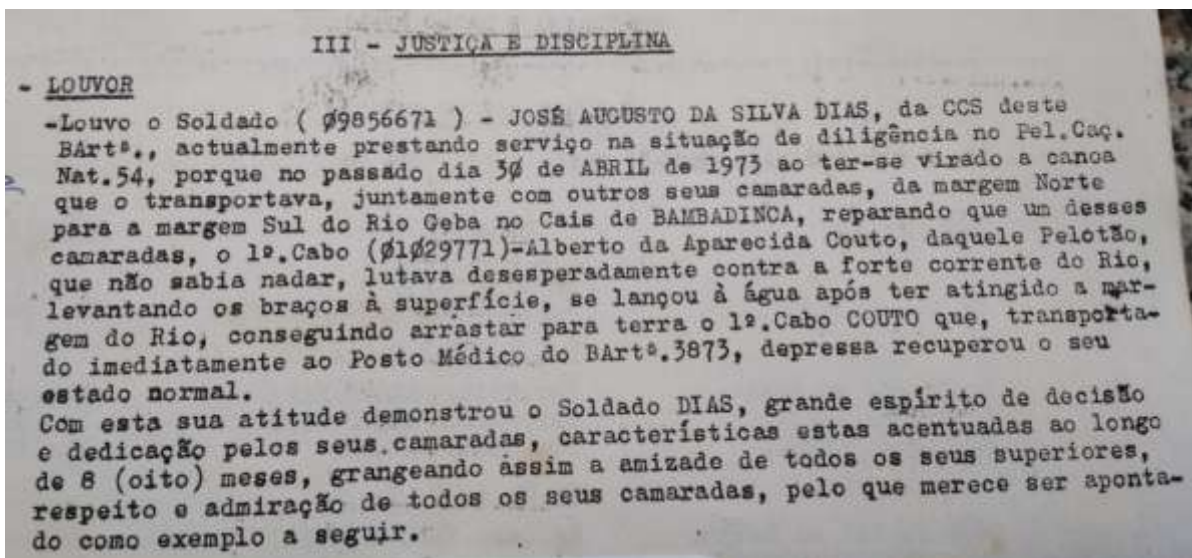 III - JUSTIÇA E DISCIPLINA
- LOUVOR
-Louvo o Soldado ( Ø9856671 ) - JOSÉ AUGUSTO DA SILVA DIAS, da CCS deste
BArtª., actualmente prestando serviço na situação de diligência no Pel.Caç.
Nat.54, porque no passado dia 3Ø de ABRIL de 1973 ao ter-se virado a canoa
que o transportava, juntamente com outros seus camaradas, da margem Norte
para a margem Sul do Rio Geba no Cais de BAMBADINCA, reparando que um desses
camaradas, o 1º.Cabo (Ø1Ø29771)-Alberto da Aparecida Couto, daquele Pelotão,
que não sabia nadar, lutava desesperadamente contra a forte corrente do Rio,
levantando os braços à superfície, se lançou à água após ter atingido a mar-
gem do Rio, conseguindo arrastar para terra o 1º.Cabo COUTO que, transporta-
do imediatamente ao Posto Médico do BArtª.3873, depressa recuperou o seu
estado normal.
Com esta sua atitude demonstrou o Soldado DIAS, grande espírito de decisão
e dedicação pelos seus camaradas, características estas acentuadas ao longo
de 8 (oito) meses, grangeando àssim a amizade de todos os seus superiores,
respeito e admiração de todos os seus camaradas, pelo que merece ser aponta-
do como exemplo a seguir.